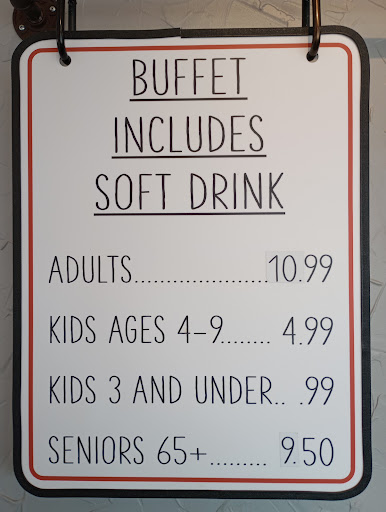 BUFFET
INCLUDES
SOFT DRINK
ADULTS.....................10.99
KIDS AGES 4-9........ 4.99
KIDS 3 AND UNDER.. .99
SENIORS 65+......... 9.50